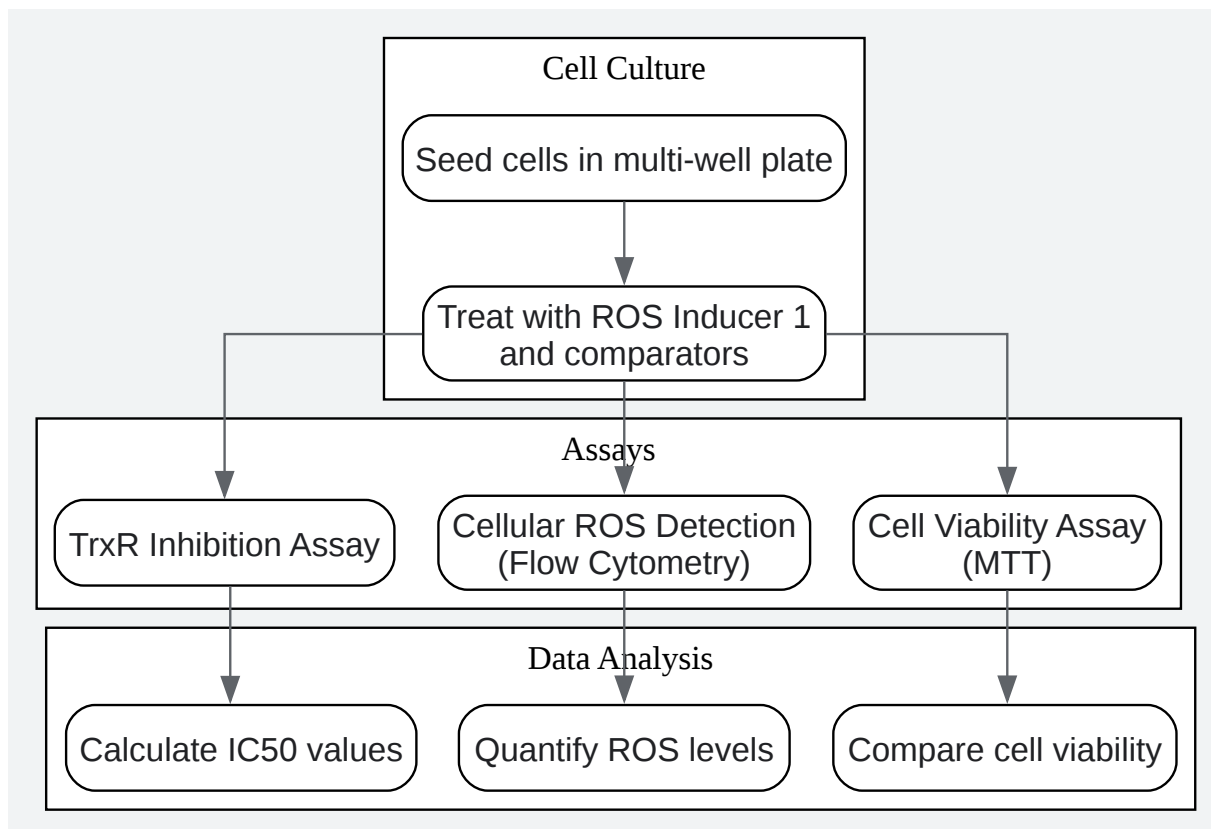 Cell Culture
Seed cells in multi-well plate
Treat with ROS Inducer 1
and comparators
Assays
TrxR Inhibition Assay
Cellular ROS Detection
(Flow Cytometry)
Cell Viability Assay
(MTT)
Data Analysis
Calculate IC50 values
Quantify ROS levels
Compare cell viability